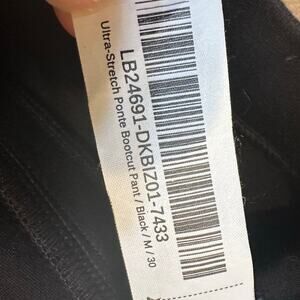 LB24691-DKBIZ01-7433
Ultra-Stretch Ponte Bootcut Pant / Black / M / 30